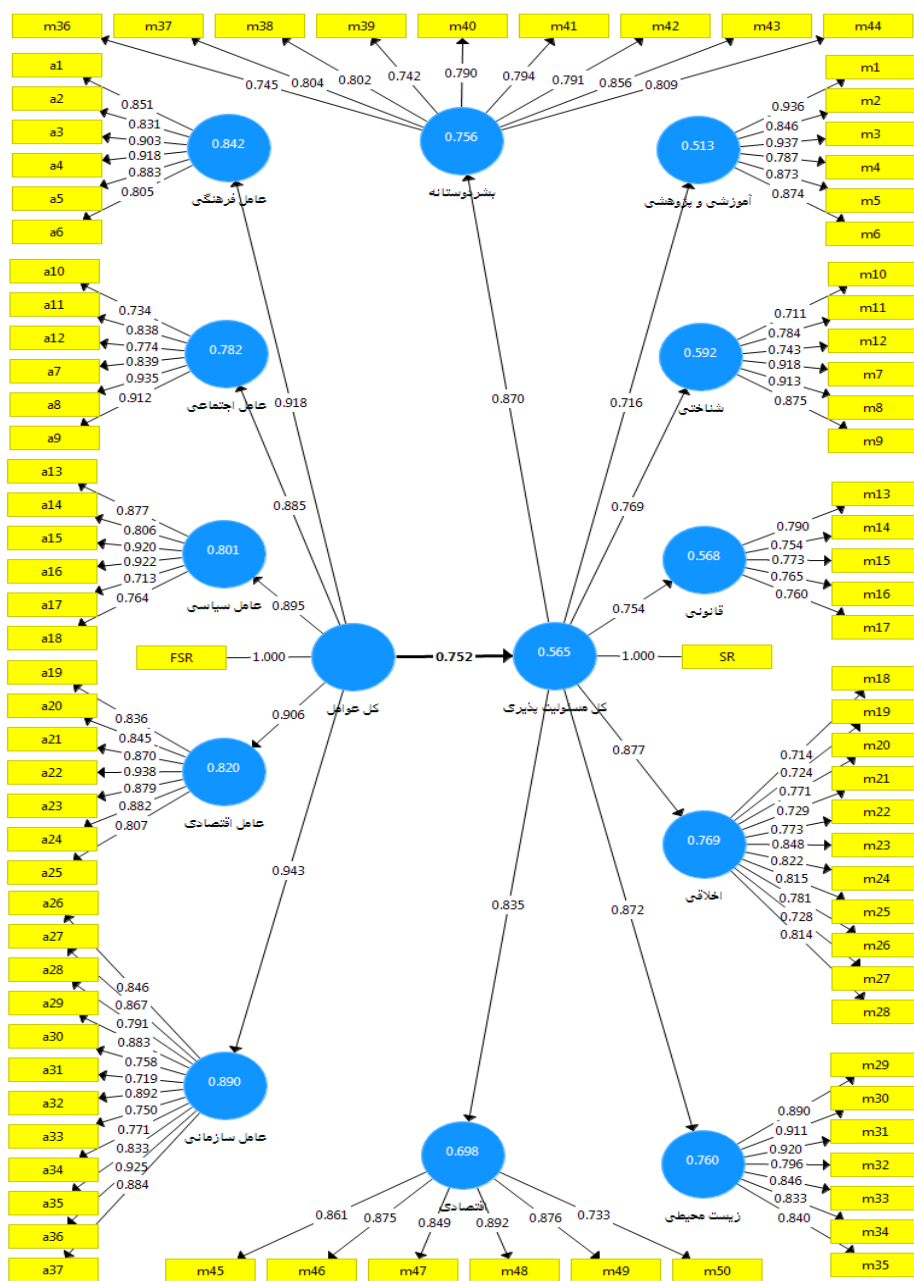 m36 m37 m38 m39 m40 m41 m42 m43 m44
0.745 0.804 0.802 0.742 0.790 0.794 0.791 0.856 0.809
0.756
بشردوستانه
a1
a2
a3
a4
a5
a6
0.851
0.831
0.903
0.918
0.883
0.805
0.842
عامل فرهنگی
m1
m2
m3
m4
m5
m6
0.936
0.846
0.937
0.787
0.873
0.874
0.513
آموزشی و پژوهشی
a10
a11
a12
a7
a8
a9
0.734
0.838
0.774
0.839
0.935
0.912
0.782
عامل اجتماعی
m10
m11
m12
m7
m8
m9
0.711
0.784
0.743
0.918
0.913
0.875
0.592
شناختی
0.918
0.885
0.870
0.716
0.769
a13
a14
a15
a16
a17
a18
0.877
0.806
0.920
0.922
0.713
0.764
0.801
عامل سیاسی
0.895
m13
m14
m15
m16
m17
0.790
0.754
0.773
0.765
0.760
0.568
قانونی
0.754
FSR 1.000
کل عوامل
0.752
0.565
کل مسئولیت پذیری
1.000 SR
a19
a20
a21
a22
a23
a24
a25
0.836
0.845
0.870
0.938
0.879
0.882
0.807
0.820
عامل اقتصادی
0.906
m18
m19
m20
m21
m22
m23
m24
m25
m26
m27
m28
0.714
0.724
0.771
0.729
0.773
0.848
0.822
0.815
0.781
0.728
0.814
0.769
اخلاقی
0.877
0.943
0.835
0.872
a26
a27
a28
a29
a30
a31
a32
a33
a34
a35
a36
a37
0.846
0.867
0.791
0.883
0.758
0.719
0.892
0.750
0.771
0.833
0.925
0.884
0.890
عامل سازمانی
m29
m30
m31
m32
m33
m34
m35
0.890
0.911
0.920
0.796
0.846
0.833
0.840
0.760
زیست محیطی
0.698
اقتصادی
0.861 0.875 0.849 0.892 0.876 0.733
m45 m46 m47 m48 m49 m50